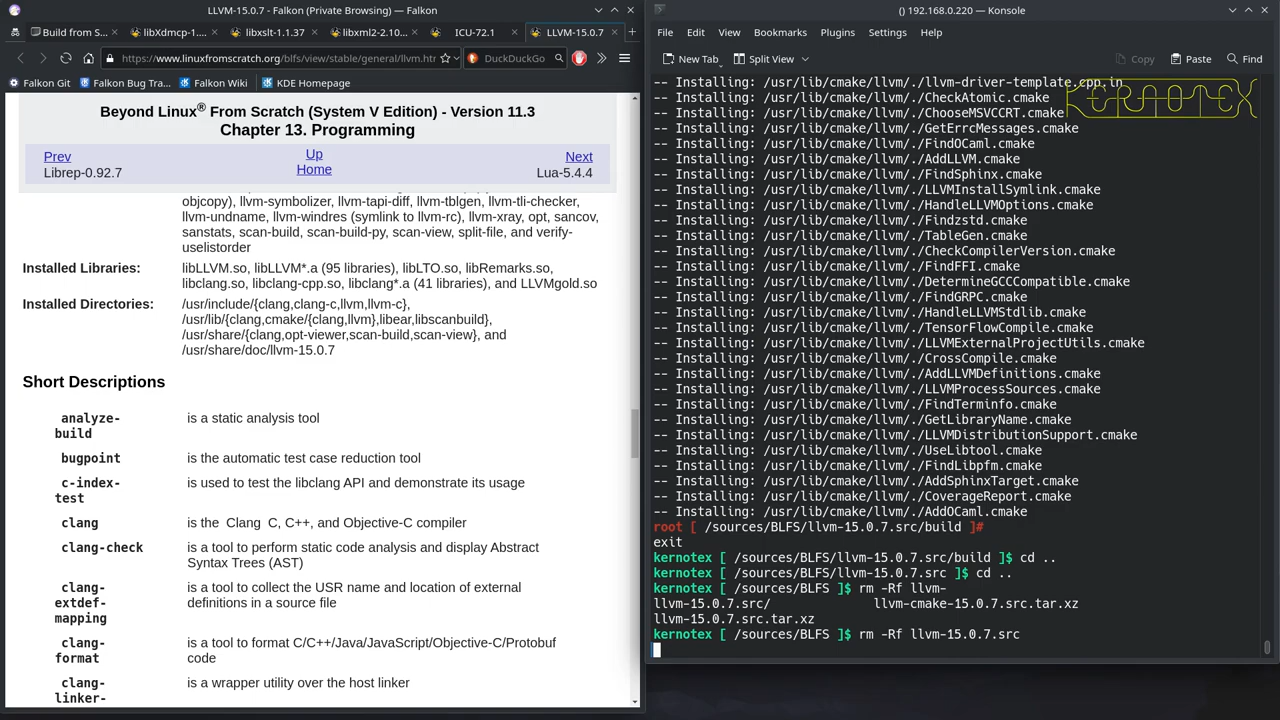 LLVM-15.0.7 - Falkon (Private Browsing) — Falkon
Build from S...
libXdmcp-1....
libxslt-1.1.37
libxml2-2.10...
ICU-72.1
LLVM-15.0.7
https://www.linuxfromscratch.org/blfs/view/stable/general/llvm.htr
DuckDuckGo
Falkon Git
Falkon Bug Tra...
Falkon Wiki
KDE Homepage
Beyond Linux® From Scratch (System V Edition) - Version 11.3
Chapter 13. Programming
Prev
Up
Next
Librep-0.92.7
Home
Lua-5.4.4
objcopy), llvm-symbolizer, llvm-tapi-diff, llvm-tblgen, llvm-tli-checker,
llvm-undname, llvm-windres (symlink to llvm-rc), llvm-xray, opt, sancov,
sanstats, scan-build, scan-build-py, scan-view, split-file, and verify-
uselistorder
Installed Libraries: libLLVM.so, libLLVM*.a (95 libraries), libLTO.so, libRemarks.so,
libclang.so, libclang-cpp.so, libclang*.a (41 libraries), and LLVMgold.so
Installed Directories: /usr/include/{clang,clang-c,llvm,llvm-c},
/usr/lib/{clang,cmake/{clang,llvm},libear,libscanbuild},
/usr/share/{clang,opt-viewer,scan-build,scan-view}, and
/usr/share/doc/llvm-15.0.7
Short Descriptions
analyze- is a static analysis tool
build
bugpoint is the automatic test case reduction tool
c-index- is used to test the libclang API and demonstrate its usage
test
clang is the Clang C, C++, and Objective-C compiler
clang-check is a tool to perform static code analysis and display Abstract
Syntax Trees (AST)
clang- is a tool to collect the USR name and location of external
extdef- definitions in a source file
mapping
clang- is a tool to format C/C++/Java/JavaScript/Objective-C/Protobuf
format code
clang- is a wrapper utility over the host linker
linker-
() 192.168.0.220 — Konsole
File Edit View Bookmarks Plugins Settings Help
New Tab Split View Copy Paste Find
KERNOTEX
-- Installing: /usr/lib/cmake/llvm/./llvm-driver-template.cpp.in
-- Installing: /usr/lib/cmake/llvm/./CheckAtomic.cmake
-- Installing: /usr/lib/cmake/llvm/./ChooseMSVCCRT.cmake
-- Installing: /usr/lib/cmake/llvm/./GetErrcMessages.cmake
-- Installing: /usr/lib/cmake/llvm/./FindOCaml.cmake
-- Installing: /usr/lib/cmake/llvm/./AddLLVM.cmake
-- Installing: /usr/lib/cmake/llvm/./FindSphinx.cmake
-- Installing: /usr/lib/cmake/llvm/./LLVMInstallSymlink.cmake
-- Installing: /usr/lib/cmake/llvm/./HandleLLVMOptions.cmake
-- Installing: /usr/lib/cmake/llvm/./Findzstd.cmake
-- Installing: /usr/lib/cmake/llvm/./TableGen.cmake
-- Installing: /usr/lib/cmake/llvm/./CheckCompilerVersion.cmake
-- Installing: /usr/lib/cmake/llvm/./FindFFI.cmake
-- Installing: /usr/lib/cmake/llvm/./DetermineGCCCompatible.cmake
-- Installing: /usr/lib/cmake/llvm/./FindGRPC.cmake
-- Installing: /usr/lib/cmake/llvm/./HandleLLVMStdlib.cmake
-- Installing: /usr/lib/cmake/llvm/./TensorFlowCompile.cmake
-- Installing: /usr/lib/cmake/llvm/./LLVMExternalProjectUtils.cmake
-- Installing: /usr/lib/cmake/llvm/./CrossCompile.cmake
-- Installing: /usr/lib/cmake/llvm/./AddLLVMDefinitions.cmake
-- Installing: /usr/lib/cmake/llvm/./LLVMProcessSources.cmake
-- Installing: /usr/lib/cmake/llvm/./FindTerminfo.cmake
-- Installing: /usr/lib/cmake/llvm/./GetLibraryName.cmake
-- Installing: /usr/lib/cmake/llvm/./LLVMDistributionSupport.cmake
-- Installing: /usr/lib/cmake/llvm/./UseLibtool.cmake
-- Installing: /usr/lib/cmake/llvm/./FindLibpfm.cmake
-- Installing: /usr/lib/cmake/llvm/./AddSphinxTarget.cmake
-- Installing: /usr/lib/cmake/llvm/./CoverageReport.cmake
-- Installing: /usr/lib/cmake/llvm/./AddOCaml.cmake
root [ /sources/BLFS/llvm-15.0.7.src/build ]#
exit
kernotex [ /sources/BLFS/llvm-15.0.7.src/build ]$ cd ..
kernotex [ /sources/BLFS/llvm-15.0.7.src ]$ cd ..
kernotex [ /sources/BLFS ]$ rm -Rf llvm-
llvm-15.0.7.src/ llvm-cmake-15.0.7.src.tar.xz
llvm-15.0.7.src.tar.xz
kernotex [ /sources/BLFS ]$ rm -Rf llvm-15.0.7.src